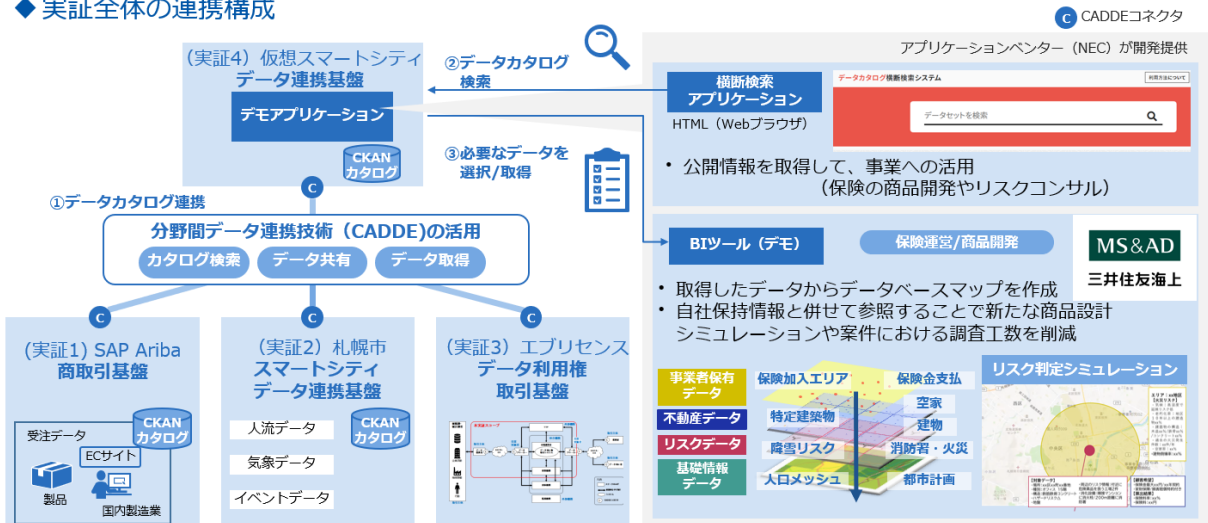 ◆ 実証全体の連携構成
C CADDEコネクタ
アプリケーションベンター（NEC）が開発提供
（実証4）仮想スマートシティ
データ連携基盤
デモアプリケーション
CKAN
カタログ
C
②データカタログ
検索
③必要なデータを
選択/取得
①データカタログ連携
分野間データ連携技術（CADDE)の活用
カタログ検索
データ共有
データ取得
C
C
C
(実証1) SAP Ariba
商取引基盤
CKAN
カタログ
受注データ
ECサイト
製品
国内製造業
（実証2）札幌市
スマートシティ
データ連携基盤
CKAN
カタログ
人流データ
気象データ
イベントデータ
（実証3）エブリセンス
データ利用権
取引基盤
横断検索
アプリケーション
HTML（Webブラウザ）
データカタログ横断検索システム
利用方法について
データセットを検索
• 公開情報を取得して、事業への活用
（保険の商品開発やリスクコンサル）
BIツール（デモ）
保険運営/商品開発
MS&AD
三井住友海上
• 取得したデータからデータベースマップを作成
• 自社保持情報と併せて参照することで新たな商品設計
シミュレーションや案件における調査工数を削減
事業者保有
データ
不動産データ
リスクデータ
基礎情報
データ
保険加入エリア
保険金支払
空家
特定建築物
建物
降雪リスク
消防署・火災
人口メッシュ
都市計画
リスク判定シミュレーション